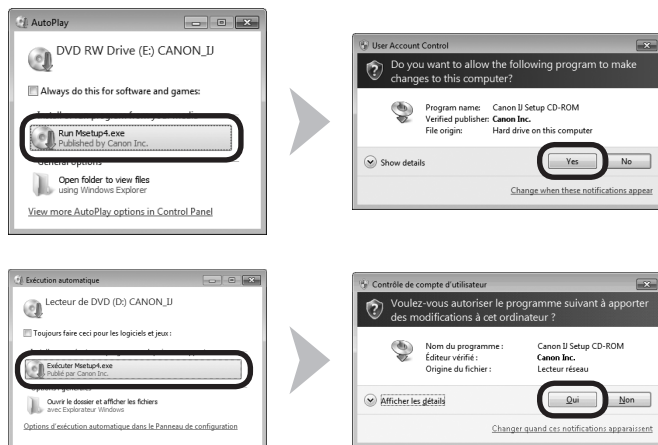 AutoPlay
DVD RW Drive (E:) CANON_IJ
Always do this for software and games:
Run Msetup4.exe
Published by Canon Inc.
General options
Open folder to view files
using Windows Explorer
View more AutoPlay options in Control Panel
User Account Control
Do you want to allow the following program to make
changes to this computer?
Program name: Canon IJ Setup CD-ROM
Verified publisher: Canon Inc.
File origin: Hard drive on this computer
Show details
Yes
No
Change when these notifications appear
Exécution automatique
Lecteur de DVD (D:) CANON_IJ
Toujours faire ceci pour les logiciels et jeux :
Exécuter Msetup4.exe
Publié par Canon Inc.
Options générales
Ouvrir le dossier et afficher les fichiers
avec Explorateur Windows
Options d'exécution automatique dans le Panneau de configuration
Contrôle de compte d'utilisateur
Voulez-vous autoriser le programme suivant à apporter
des modifications à cet ordinateur ?
Nom du programme : Canon IJ Setup CD-ROM
Éditeur vérifié : Canon Inc.
Origine du fichier : Lecteur réseau
Afficher les détails
Oui
Non
Changer quand ces notifications apparaissent